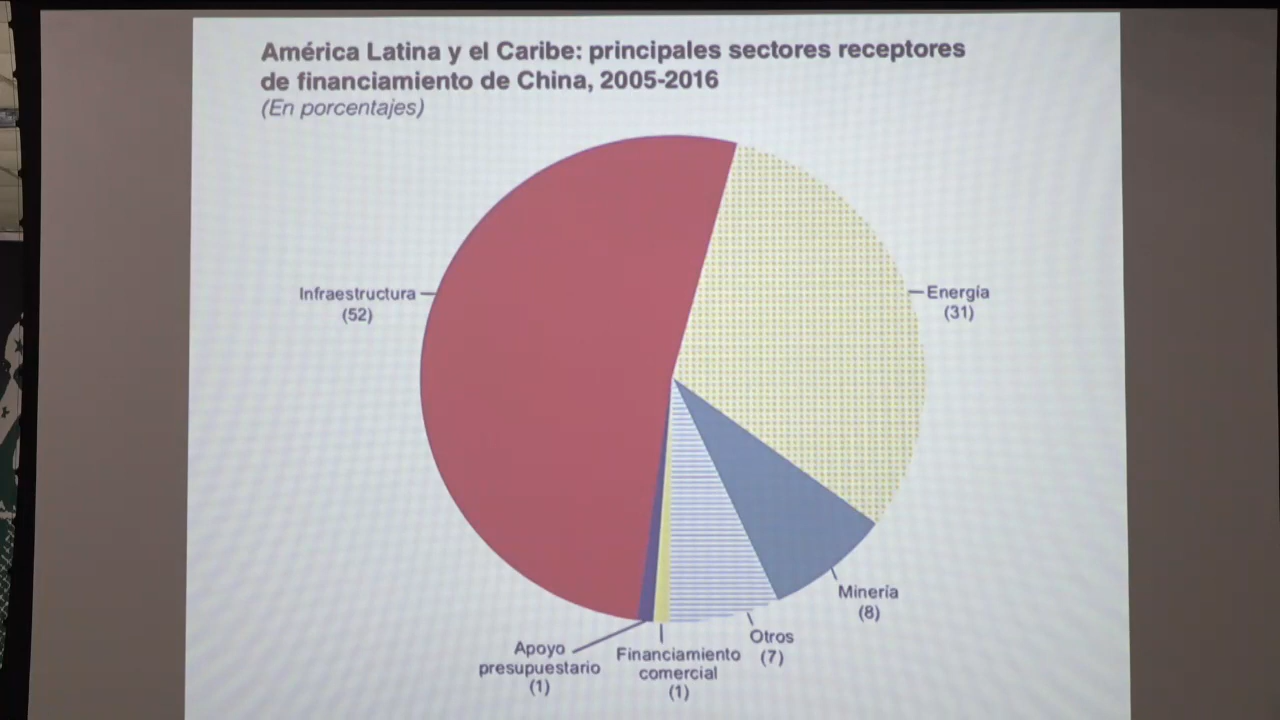 América Latina y el Caribe: principales sectores receptores
de financiamiento de China, 2005-2016
(En porcentajes)
Infraestructura
(52)
Energía
(31)
Minería
(8)
Otros
(7)
Financiamiento
comercial
(1)
Apoyo
presupuestario
(1)